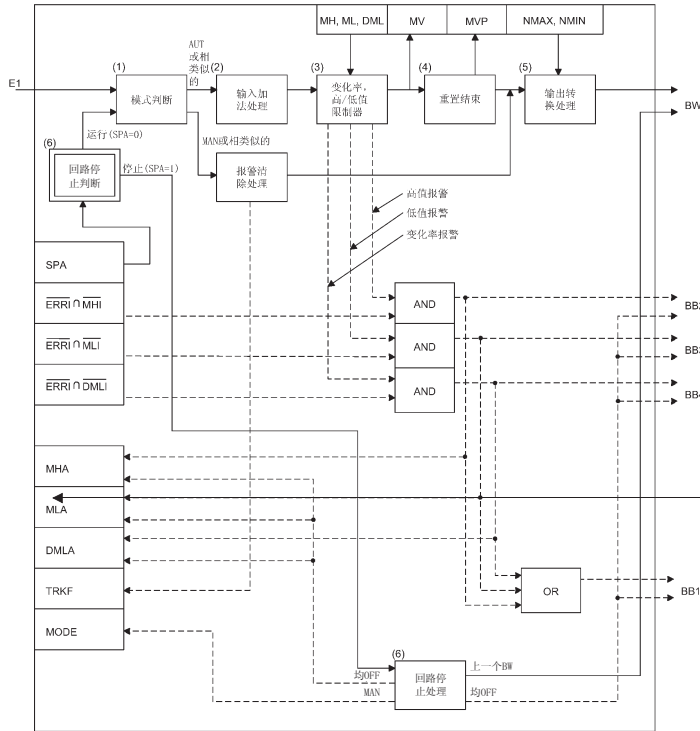 MH, ML, DML
MV
MVP
NMAX, NMIN
E1
(1)
模式判断
AUT
或相
类似
的
(2)
输入加
法处理
(3)
变化率，
高/低值
限制器
(4)
重置结束
(5)
输出转
换处理
BW
运行(SPA=0)
MAN或相类似的
(6)
回路停
止判断
停止(SPA=1)
报警消
除处理
高值报警
低值报警
变化率报警
SPA
ERRI∩MHI
ERRI∩MLI
ERRI∩DMLI
AND
AND
AND
BB2
BB3
BB4
MHA
MLA
DMLA
TRKF
MODE
OR
BB1
(6)
回路停
止处理
均OFF
MAN
上一个BW
均OFF